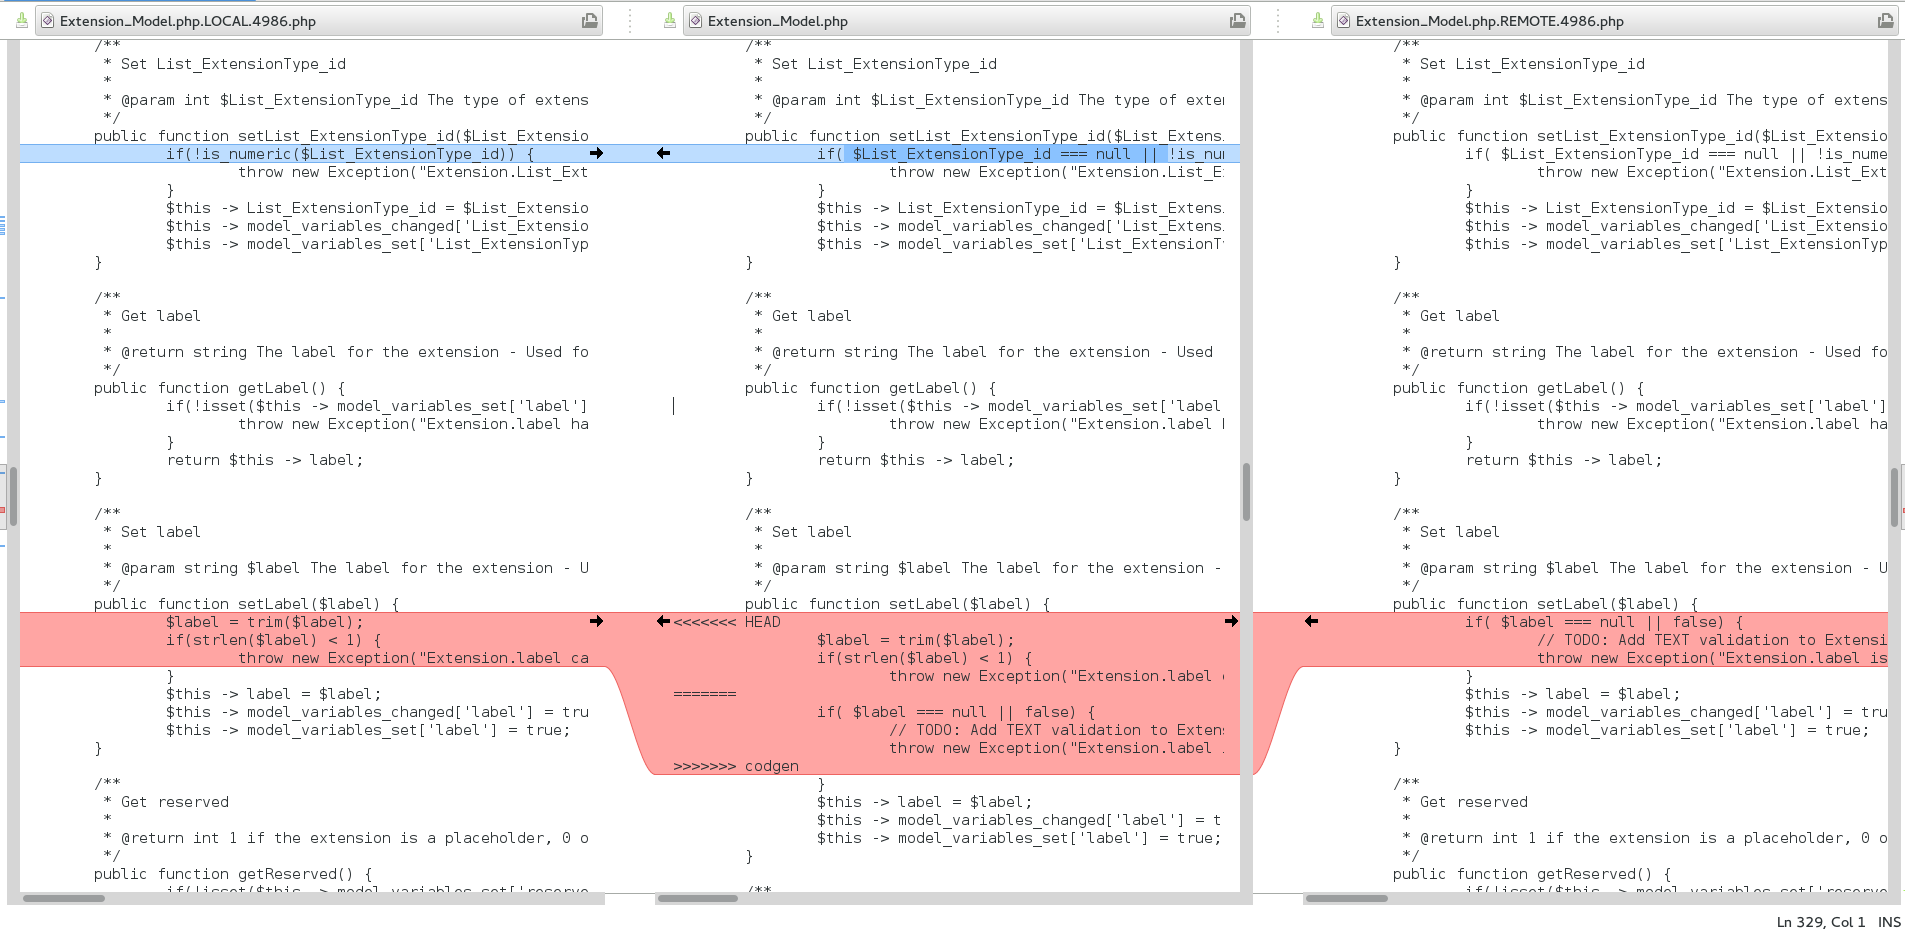 Extension_Model.php.LOCAL.4986.php
Extension_Model.php
Extension_Model.php.REMOTE.4986.php
/**
 * Set List_ExtensionType_id
 *
 * @param int $List_ExtensionType_id The type of extens
 */
public function setList_ExtensionType_id($List_Extensio
if(!is_numeric($List_ExtensionType_id)) {
throw new Exception("Extension.List_Ext
}
$this -> List_ExtensionType_id = $List_Extensio
$this -> model_variables_changed['List_Extensio
$this -> model_variables_set['List_ExtensionTyp
}
/**
 * Get label
 *
 * @return string The label for the extension - Used fo
 */
public function getLabel() {
if(!isset($this -> model_variables_set['label']
throw new Exception("Extension.label ha
}
return $this -> label;
}
/**
 * Set label
 *
 * @param string $label The label for the extension - U
 */
public function setLabel($label) {
$label = trim($label);
if(strlen($label) < 1) {
throw new Exception("Extension.label ca
}
$this -> label = $label;
$this -> model_variables_changed['label'] = tru
$this -> model_variables_set['label'] = true;
}
/**
 * Get reserved
 *
 * @return int 1 if the extension is a placeholder, 0 o
 */
public function getReserved() {
if(!isset($this -> model_variables_set['reserve
/**
 * Set List_ExtensionType_id
 *
 * @param int $List_ExtensionType_id The type of exter
 */
public function setList_ExtensionType_id($List_Extens
if( $List_ExtensionType_id === null || !is_nu
throw new Exception("Extension.List_E
}
$this -> List_ExtensionType_id = $List_Extens
$this -> model_variables_changed['List_Extens
$this -> model_variables_set['List_ExtensionT
}
/**
 * Get label
 *
 * @return string The label for the extension - Used
 */
public function getLabel() {
if(!isset($this -> model_variables_set['label
throw new Exception("Extension.label h
}
return $this -> label;
}
/**
 * Set label
 *
 * @param string $label The label for the extension -
 */
public function setLabel($label) {
<<<<<<< HEAD
$label = trim($label);
if(strlen($label) < 1) {
throw new Exception("Extension.label c
=======
if( $label === null || false) {
// TODO: Add TEXT validation to Extens
throw new Exception("Extension.label
>>>>>>> codgen
}
$this -> label = $label;
$this -> model_variables_changed['label'] = t
$this -> model_variables_set['label'] = true;
}
/**
/**
 * Set List_ExtensionType_id
 *
 * @param int $List_ExtensionType_id The type of extens
 */
public function setList_ExtensionType_id($List_Extensio
if( $List_ExtensionType_id === null || !is_nume
throw new Exception("Extension.List_Ext
}
$this -> List_ExtensionType_id = $List_Extensio
$this -> model_variables_changed['List_Extensio
$this -> model_variables_set['List_ExtensionTyp
}
/**
 * Get label
 *
 * @return string The label for the extension - Used fo
 */
public function getLabel() {
if(!isset($this -> model_variables_set['label']
throw new Exception("Extension.label ha
}
return $this -> label;
}
/**
 * Set label
 *
 * @param string $label The label for the extension - U
 */
public function setLabel($label) {
if( $label === null || false) {
// TODO: Add TEXT validation to Extensi
throw new Exception("Extension.label is
}
$this -> label = $label;
$this -> model_variables_changed['label'] = tru
$this -> model_variables_set['label'] = true;
}
/**
 * Get reserved
 *
 * @return int 1 if the extension is a placeholder, 0 o
 */
public function getReserved() {
if(!isset($this -> model_variables_set['reserve
Ln 329, Col 1 INS